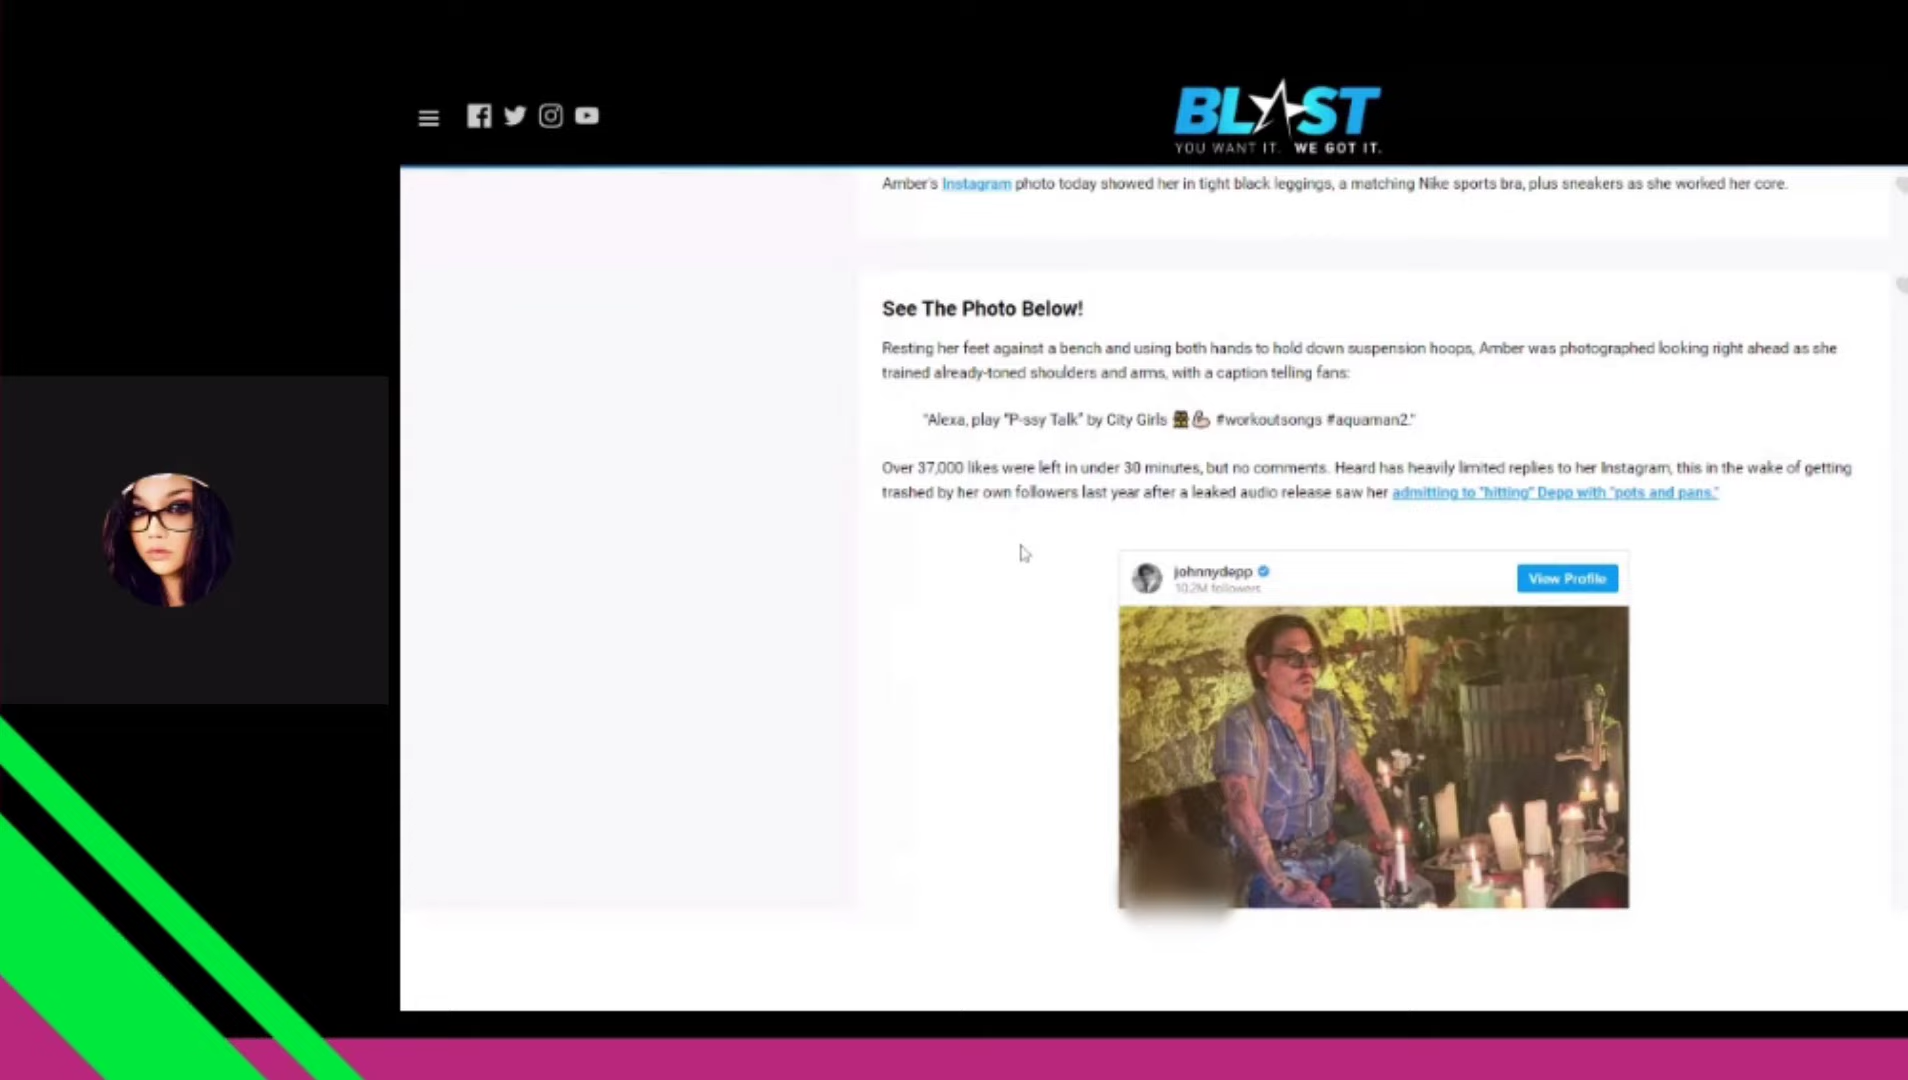 BLAST
YOU WANT IT. WE GOT IT.
Amber's Instagram photo today showed her in tight black leggings, a matching Nike sports bra, plus sneakers as she worked her core.
See The Photo Below!
Resting her feet against a bench and using both hands to hold down suspension hoops, Amber was photographed looking right ahead as she
trained already-toned shoulders and arms, with a caption telling fans:
"Alexa, play "P-ssy Talk" by City Girls #workoutsongs #aquaman2."
Over 37,000 likes were left in under 30 minutes, but no comments. Heard has heavily limited replies to her Instagram, this in the wake of getting
trashed by her own followers last year after a leaked audio release saw her admitting to "hitting" Depp with "pots and pans."
johnnydepp
View Profile
10.2M followers